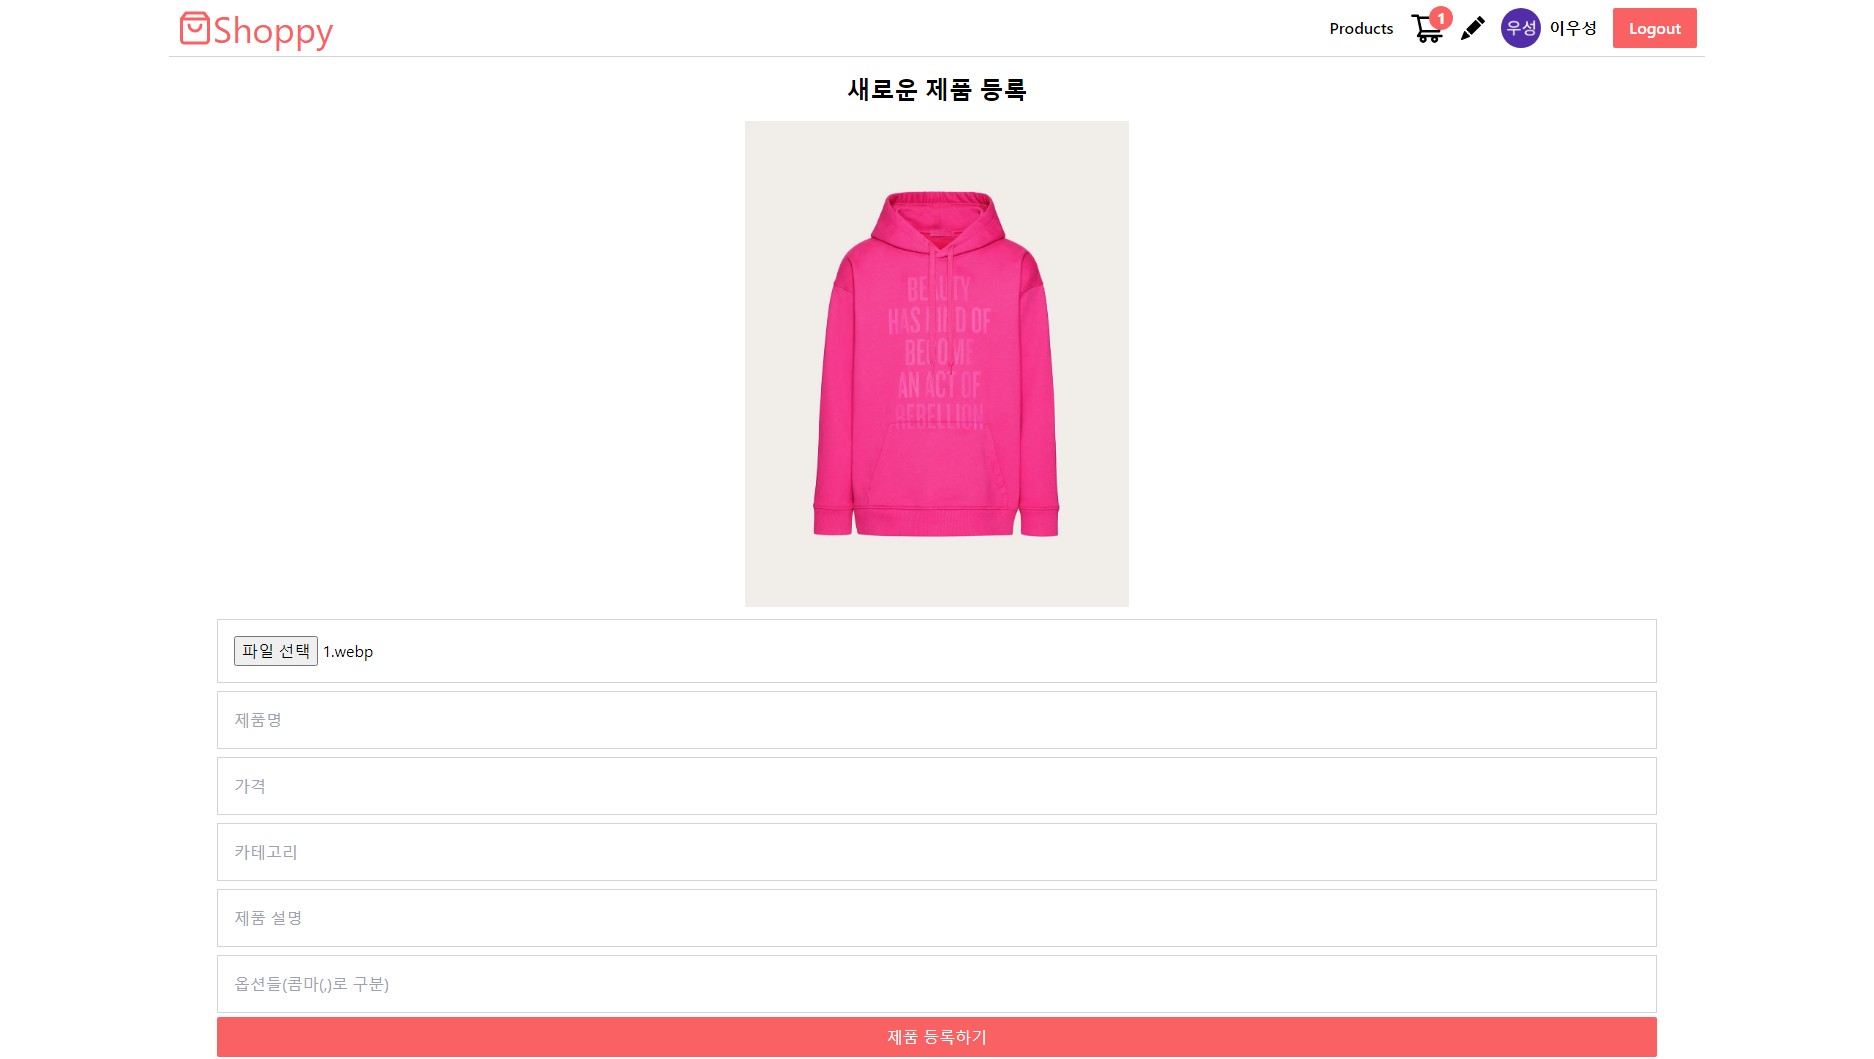 Shoppy
Products
1
우성
이우성
Logout
새로운 제품 등록
BEAUTY
HAS KIND OF
BECOME
AN ACT OF
REBELLION
파일 선택 1.webp
제품명
가격
카테고리
제품 설명
옵션들(콤마(,)로 구분)
제품 등록하기